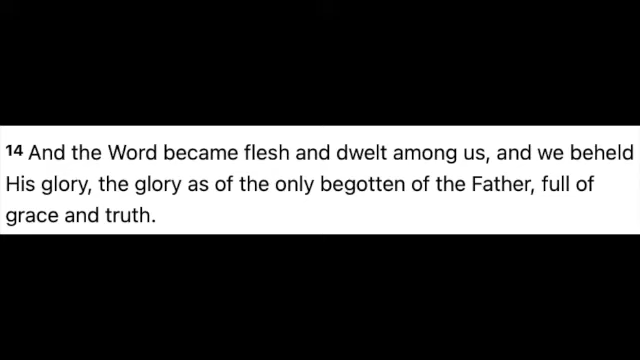 14 And the Word became flesh and dwelt among us, and we beheld
His glory, the glory as of the only begotten of the Father, full of
grace and truth.